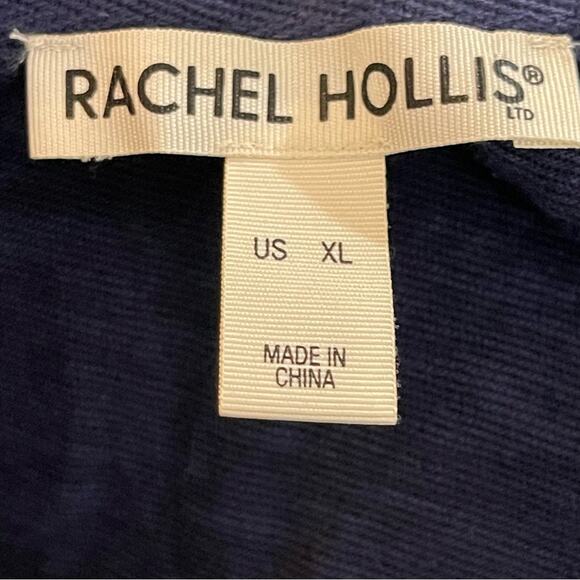 RACHEL HOLLIS®
LTD
US XL
MADE IN
CHINA